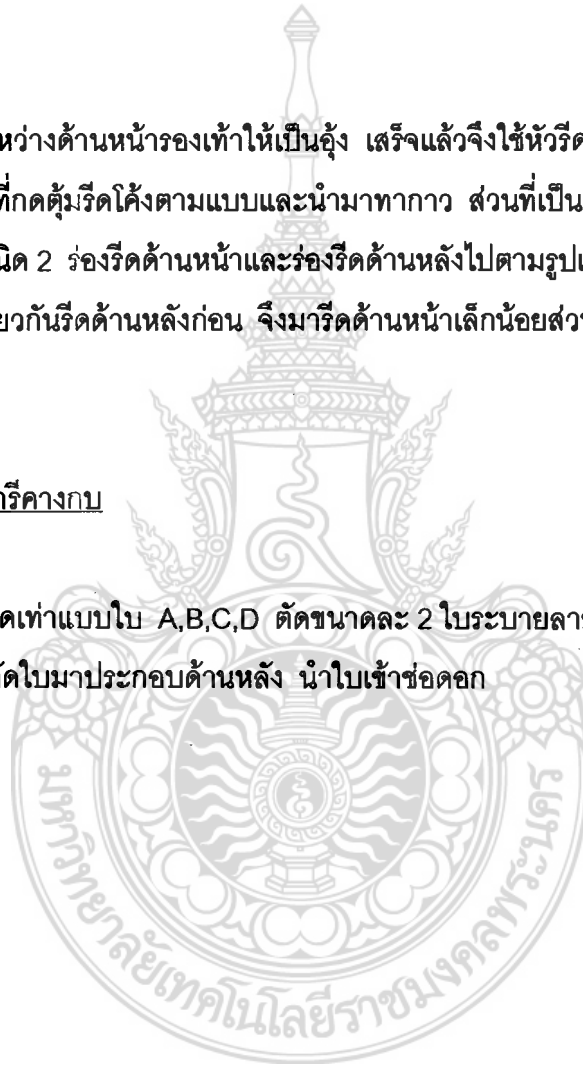 หว่างด้านหน้ารองเท้าให้เป็นอุ้ง เสร็จแล้วจึงใช้หัวรีด
ที่กดตุ้มรีดโค้งตามแบบและนำมาทากาว ส่วนที่เป็น
นิด 2 ร่องรีดด้านหน้าและร่องรีดด้านหลังไปตามรูป
ยวกันรีดด้านหลังก่อน จึงมารีดด้านหน้าเล็กน้อยส่วน
ารีคางกบ
ดเท่าแบบใบ A,B,C,D ตัดขนาดละ 2 ใบระบายลา
ัดใบมาประกอบด้านหลัง นำใบเข้าช่อดอก
มหาวิทยาลัยเทคโนโลยีราชมงคลพระนคร